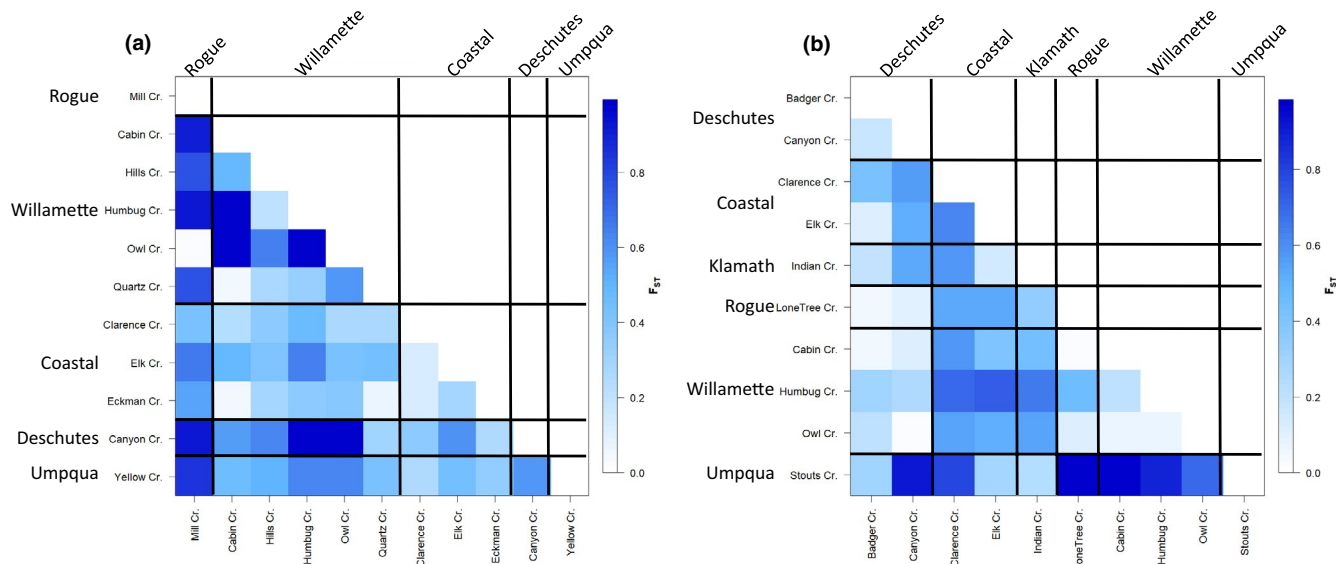 (a)
Rogue
Willamette
Coastal
Deschutes
Umpqua
Rogue
Willamette
Coastal
Deschutes
Umpqua
Mill Cr.
Cabin Cr.
Hills Cr.
Humbug Cr.
Owl Cr.
Quartz Cr.
Clarence Cr.
Elk Cr.
Eckman Cr.
Canyon Cr.
Yellow Cr.
Mill Cr.
Cabin Cr.
Hills Cr.
Humbug Cr.
Owl Cr.
Quartz Cr.
Clarence Cr.
Elk Cr.
Eckman Cr.
Canyon Cr.
Yellow Cr.
0.8
0.6
0.4
0.2
0.0
FST
(b)
Deschutes
Coastal
Klamath
Rogue
Willamette
Umpqua
Deschutes
Coastal
Klamath
Rogue
Willamette
Umpqua
Badger Cr.
Canyon Cr.
Clarence Cr.
Elk Cr.
Indian Cr.
LoneTree Cr.
Cabin Cr.
Humbug Cr.
Owl Cr.
Stouts Cr.
Badger Cr.
Canyon Cr.
Clarence Cr.
Elk Cr.
Indian Cr.
oneTree Cr.
Cabin Cr.
Humbug Cr.
Owl Cr.
Stouts Cr.
0.8
0.6
0.4
0.2
0.0
FST